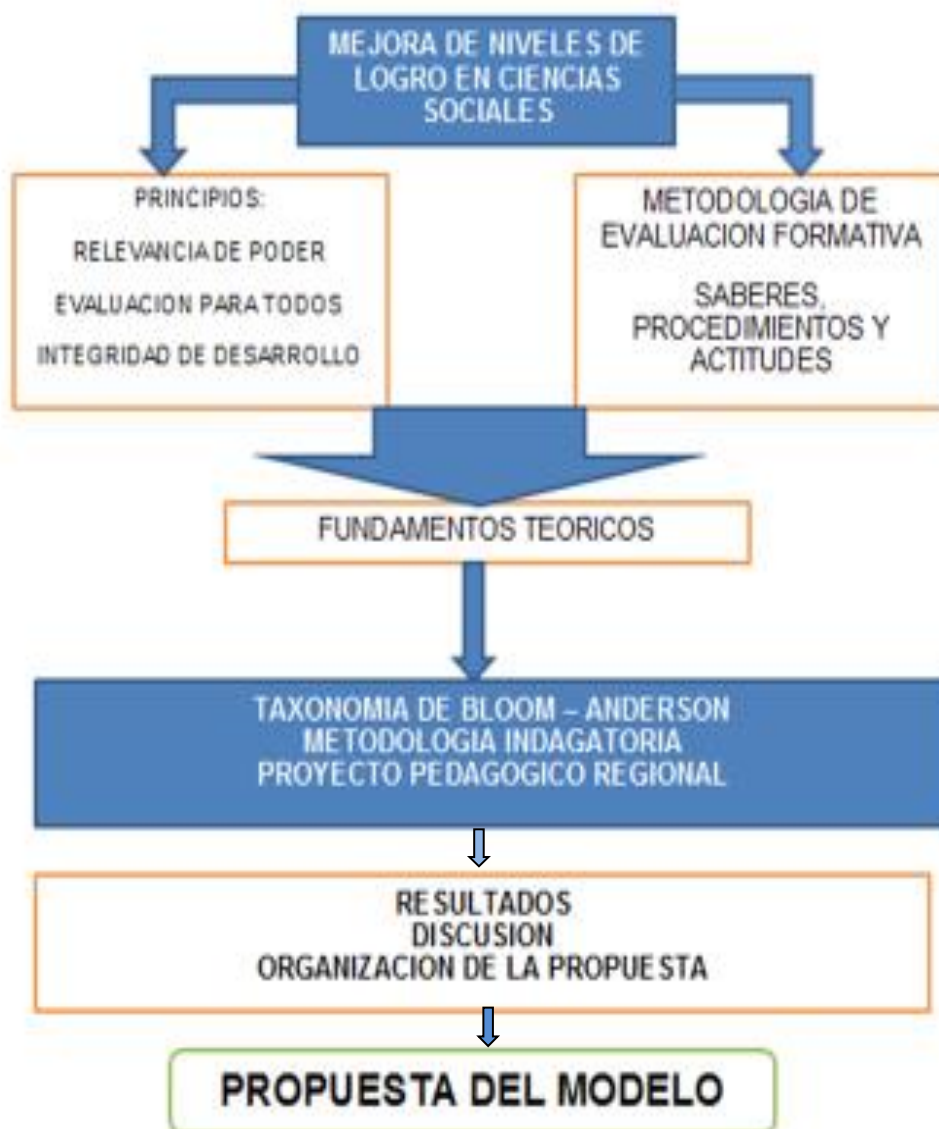 MEJORA DE NIVELES DE
LOGRO EN CIENCIAS
SOCIALES
PRINCIPIOS:
RELEVANCIA DE PODER
EVALUACION PARA TODOS
INTEGRIDAD DE DESARROLLO
METODOLOGIA DE
EVALUACION FORMATIVA
SABERES,
PROCEDIMIENTOS Y
ACTITUDES
FUNDAMENTOS TEORICOS
TAXONOMIA DE BLOOM – ANDERSON
METODOLOGIA INDAGATORIA
PROYECTO PEDAGOGICO REGIONAL
RESULTADOS
DISCUSION
ORGANIZACION DE LA PROPUESTA
PROPUESTA DEL MODELO